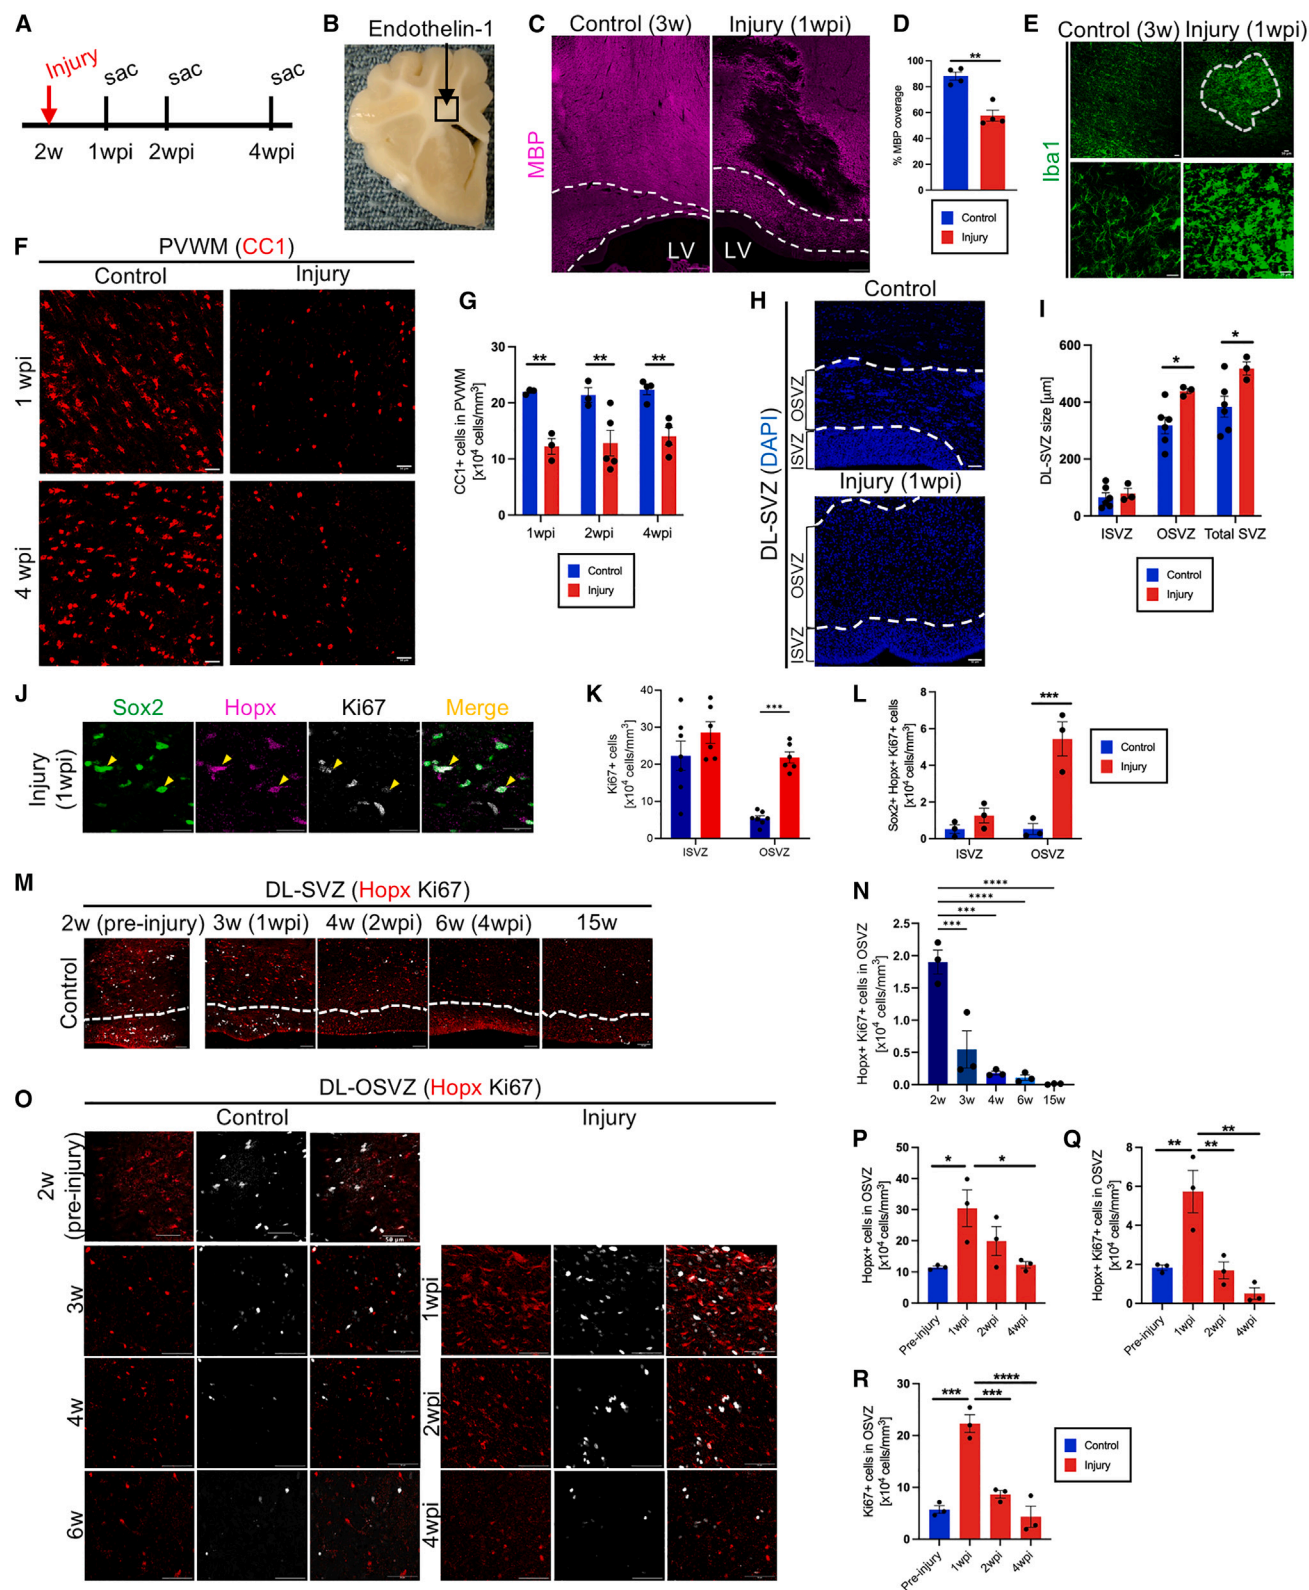 A
Injury
sac
sac
sac
2w
1wpi
2wpi
4wpi
B
Endothelin-1
C
Control (3w)
Injury (1wpi)
MBP
LV
LV
D
**
100
80
60
40
20
0
% MBP coverage
Control
Injury
E
Control (3w)
Injury (1wpi)
Iba1
F
PVWM (CC1)
Control
Injury
1 wpi
4 wpi
G
30
20
10
0
CC1+ cells in PVWM
[x10⁴ cells/mm³]
**
**
**
1wpi
2wpi
4wpi
Control
Injury
H
Control
Injury (1wpi)
DL-SVZ (DAPI)
OSVZ
ISVZ
OSVZ
ISVZ
I
600
400
200
0
DL-SVZ size [µm]
*
*
ISVZ
OSVZ
Total SVZ
Control
Injury
J
Sox2
Hopx
Ki67
Merge
Injury
(1wpi)
K
40
30
20
10
0
Ki67+ cells
[x10⁴ cells/mm³]
***
ISVZ
OSVZ
L
8
6
4
2
0
Sox2+ Hopx+ Ki67+ cells
[x10⁴ cells/mm³]
***
ISVZ
OSVZ
Control
Injury
M
DL-SVZ (Hopx Ki67)
2w (pre-injury)
3w (1wpi)
4w (2wpi)
6w (4wpi)
15w
Control
N
****
****
***
***
2.5
2.0
1.5
1.0
0.5
0.0
Hopx+ Ki67+ cells in OSVZ
[x10⁴ cells/mm³]
2w
3w
4w
6w
15w
O
DL-OSVZ (Hopx Ki67)
Control
Injury
2w
(pre-injury)
50 µm
3w
4w
6w
1wpi
2wpi
4wpi
P
50
40
30
20
10
0
Hopx+ cells in OSVZ
[x10⁴ cells/mm³]
*
*
Pre-injury
1wpi
2wpi
4wpi
Q
8
6
4
2
0
Hopx+ Ki67+ cells in OSVZ
[x10⁴ cells/mm³]
**
**
**
Pre-injury
1wpi
2wpi
4wpi
R
30
20
10
0
Ki67+ cells in OSVZ
[x10⁴ cells/mm³]
***
***
****
Pre-injury
1wpi
2wpi
4wpi
Control
Injury